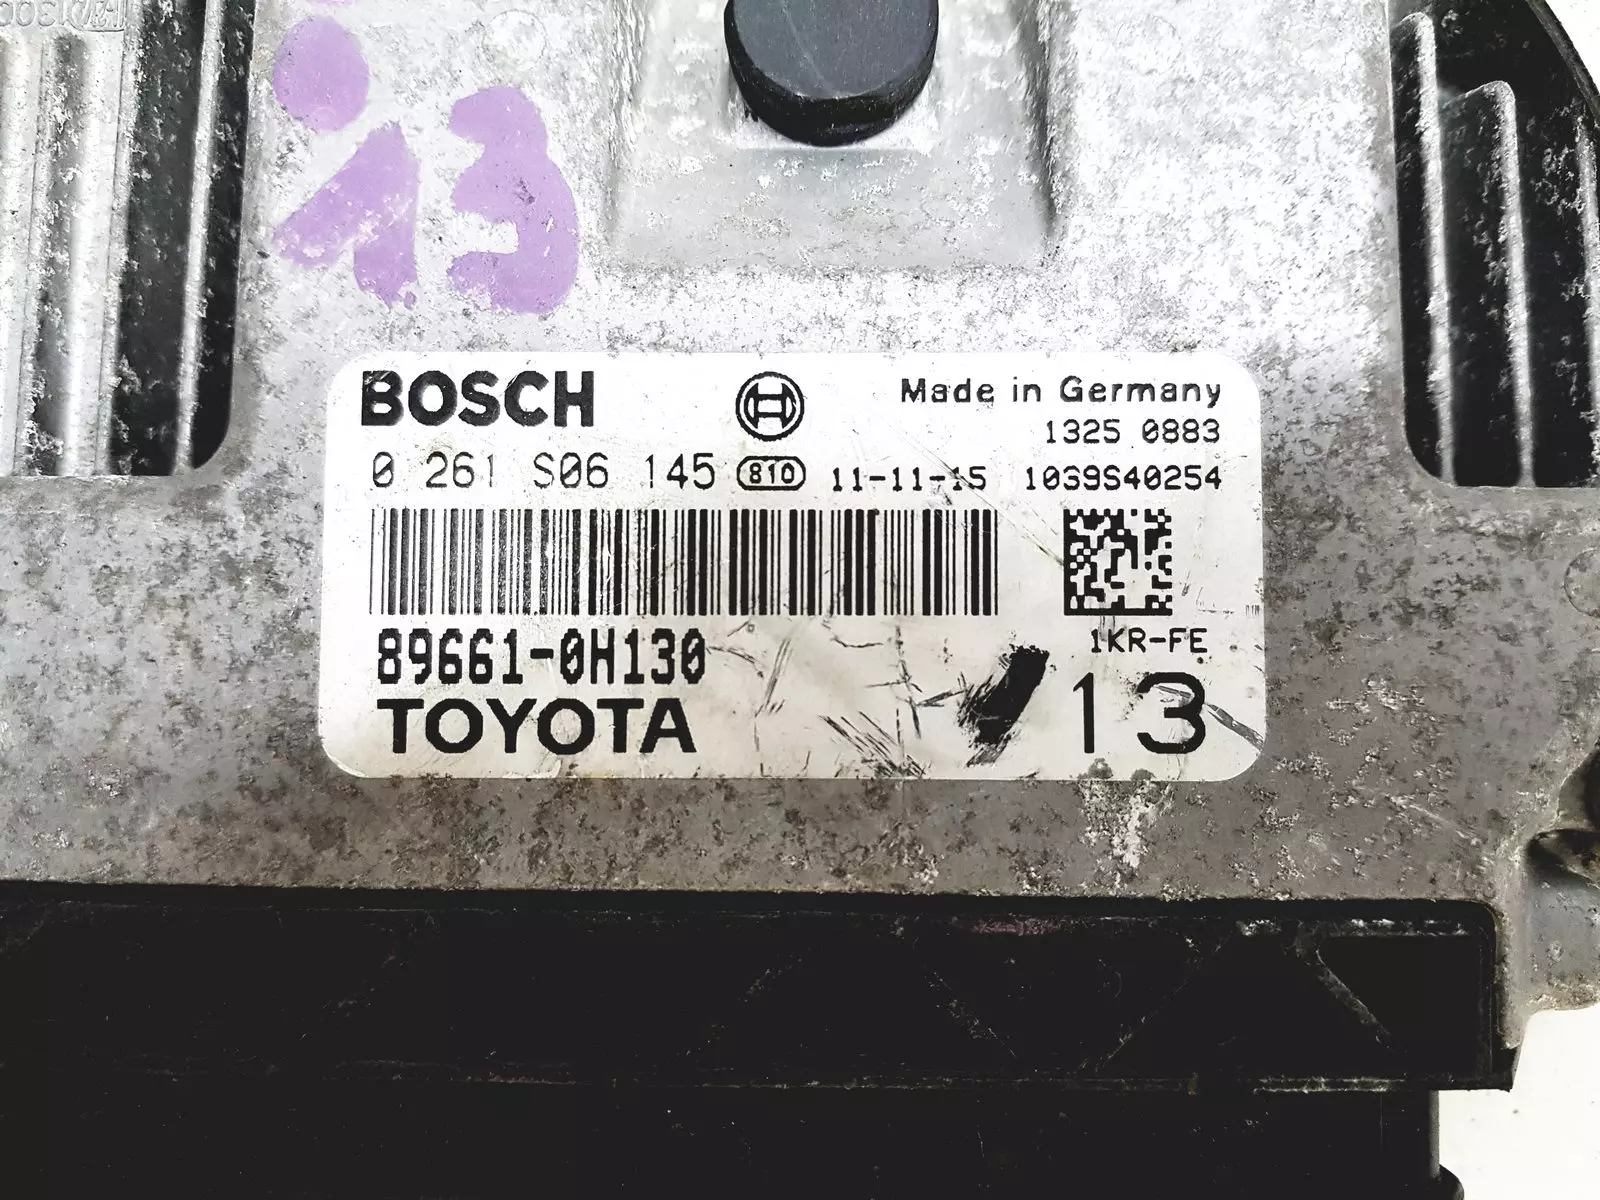 13
BOSCH
Made in Germany
1325 0883
0 261 S06 145 810 11-11-15 1039S40254
89661-0H130
1KR-FE
TOYOTA
13